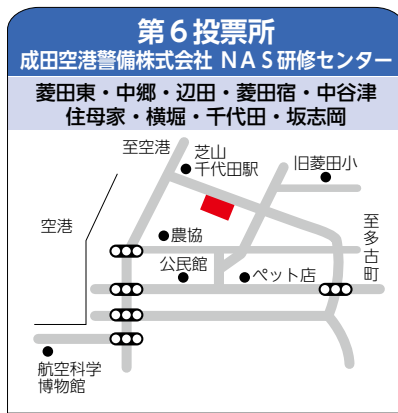 第６投票所
成田空港警備株式会社 ＮＡＳ研修センター
菱田東・中郷・辺田・菱田宿・中谷津
住母家・横堀・千代田・坂志岡
至空港
芝山
千代田駅
旧菱田小
空港
農協
至多古町
公民館
ペット店
航空科学
博物館